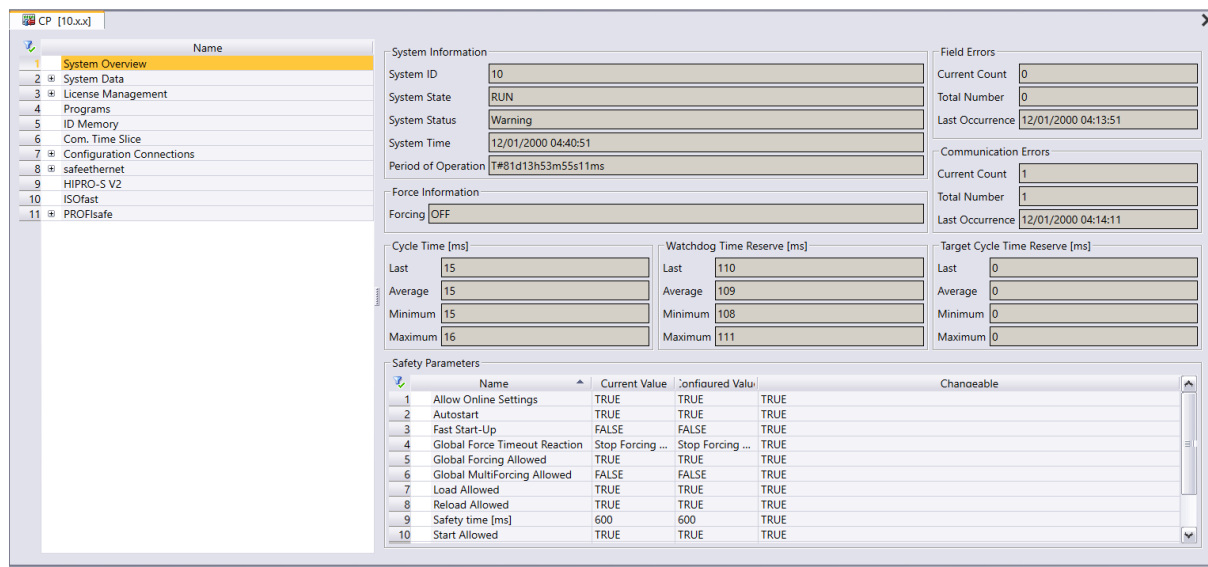 CP [10.x.x]
Name
1 System Overview
2 System Data
3 License Management
4 Programs
5 ID Memory
6 Com. Time Slice
7 Configuration Connections
8 safeethernet
9 HIPRO-S V2
10 ISOfast
11 PROFIsafe
System Information
System ID 10
System State RUN
System Status Warning
System Time 12/01/2000 04:40:51
Period of Operation T#81d13h53m55s11ms
Force Information
Forcing OFF
Field Errors
Current Count 0
Total Number 0
Last Occurrence 12/01/2000 04:13:51
Communication Errors
Current Count 1
Total Number 1
Last Occurrence 12/01/2000 04:14:11
Cycle Time [ms]
Last 15
Average 15
Minimum 15
Maximum 16
Watchdog Time Reserve [ms]
Last 110
Average 109
Minimum 108
Maximum 111
Target Cycle Time Reserve [ms]
Last 0
Average 0
Minimum 0
Maximum 0
Safety Parameters
Name Current Value Configured Valu Changeable
1 Allow Online Settings TRUE TRUE TRUE
2 Autostart TRUE TRUE TRUE
3 Fast Start-Up FALSE FALSE TRUE
4 Global Force Timeout Reaction Stop Forcing ... Stop Forcing ... TRUE
5 Global Forcing Allowed TRUE TRUE TRUE
6 Global MultiForcing Allowed FALSE FALSE TRUE
7 Load Allowed TRUE TRUE TRUE
8 Reload Allowed TRUE TRUE TRUE
9 Safety time [ms] 600 600 TRUE
10 Start Allowed TRUE TRUE TRUE